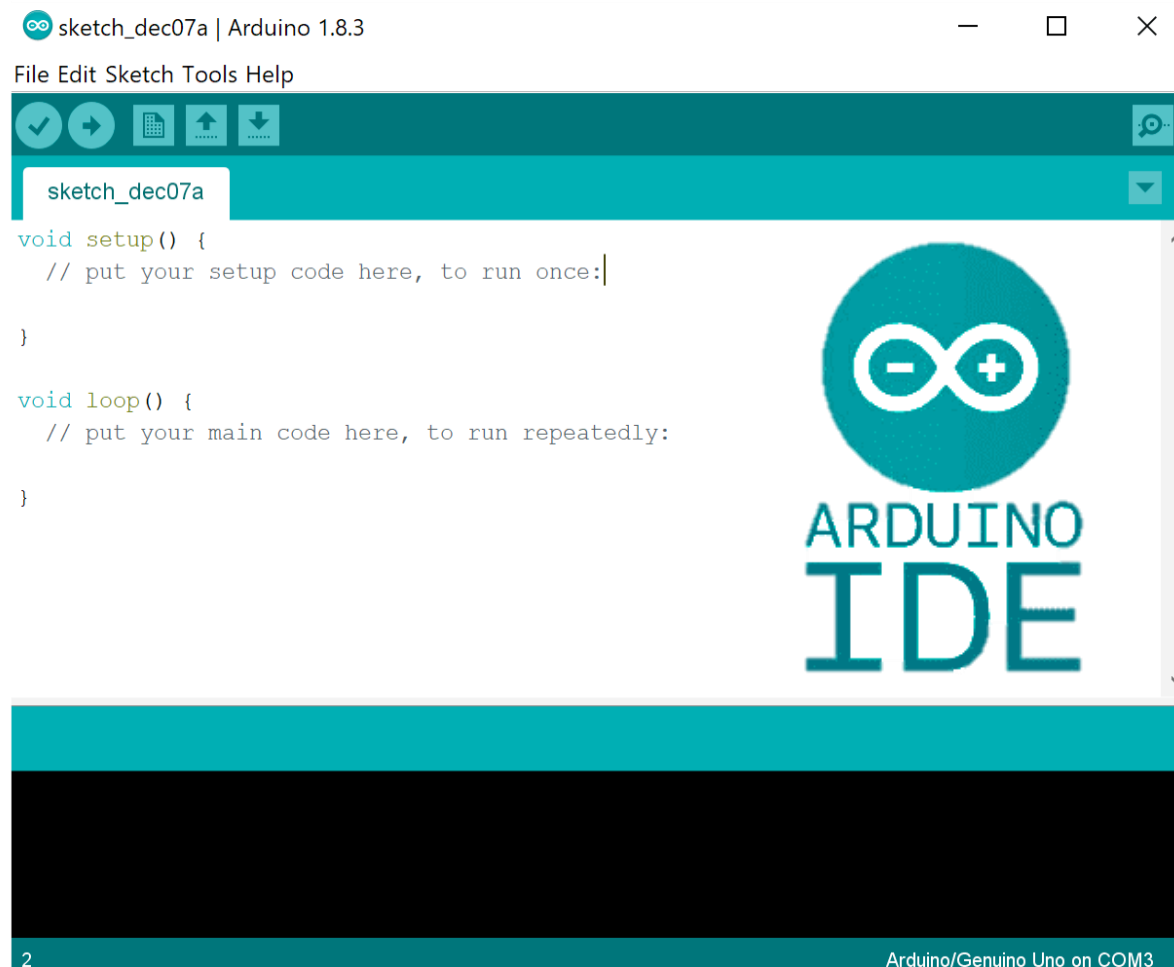 sketch_dec07a | Arduino 1.8.3
File Edit Sketch Tools Help
sketch_dec07a
void setup() {
  // put your setup code here, to run once:
}
void loop() {
  // put your main code here, to run repeatedly:
}
ARDUINO
IDE
2
Arduino/Genuino Uno on COM3